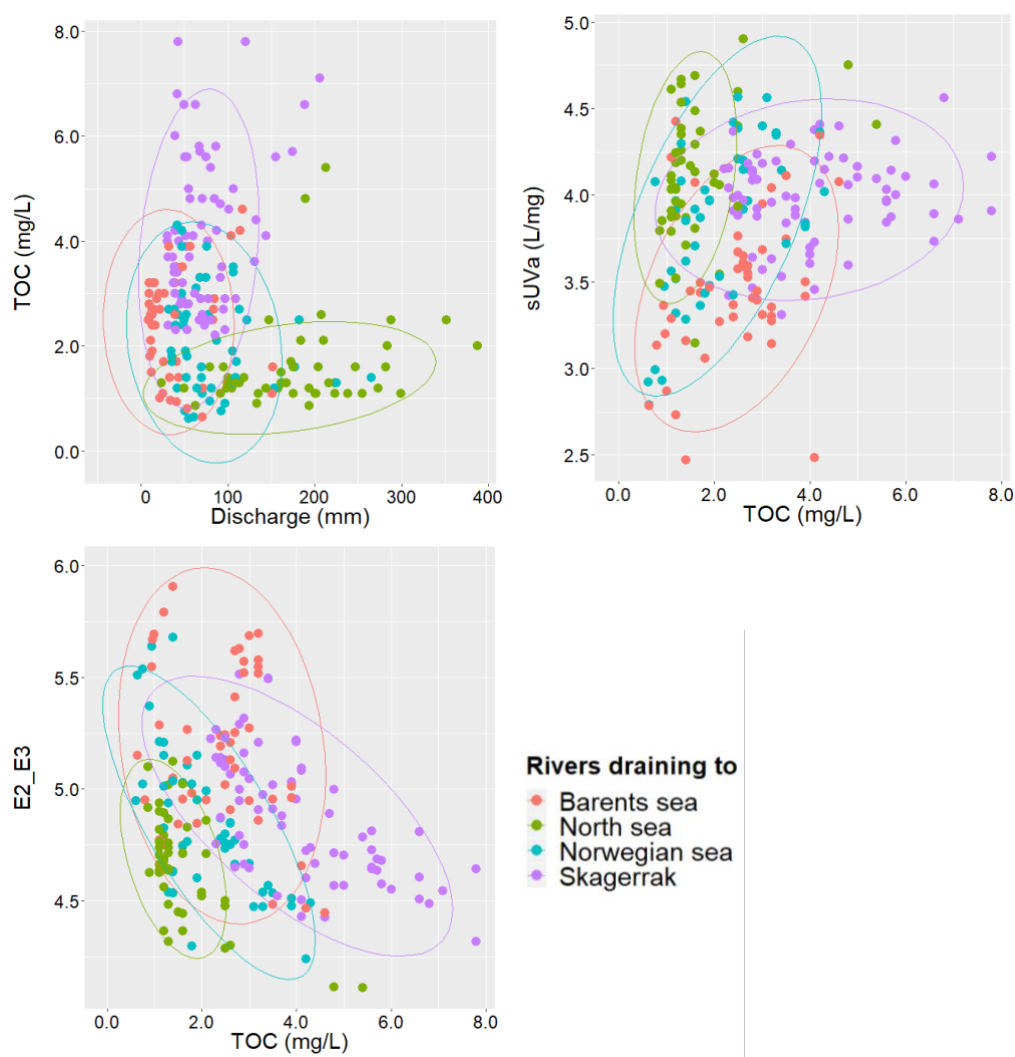 8.0
6.0
4.0
2.0
0.0
TOC (mg/L)
0 100 200 300 400
Discharge (mm)
5.0
4.5
4.0
3.5
3.0
2.5
sUVa (L/mg)
0.0 2.0 4.0 6.0 8.0
TOC (mg/L)
6.0
5.5
5.0
4.5
E2_E3
0.0 2.0 4.0 6.0 8.0
TOC (mg/L)
Rivers draining to
Barents sea
North sea
Norwegian sea
Skagerrak